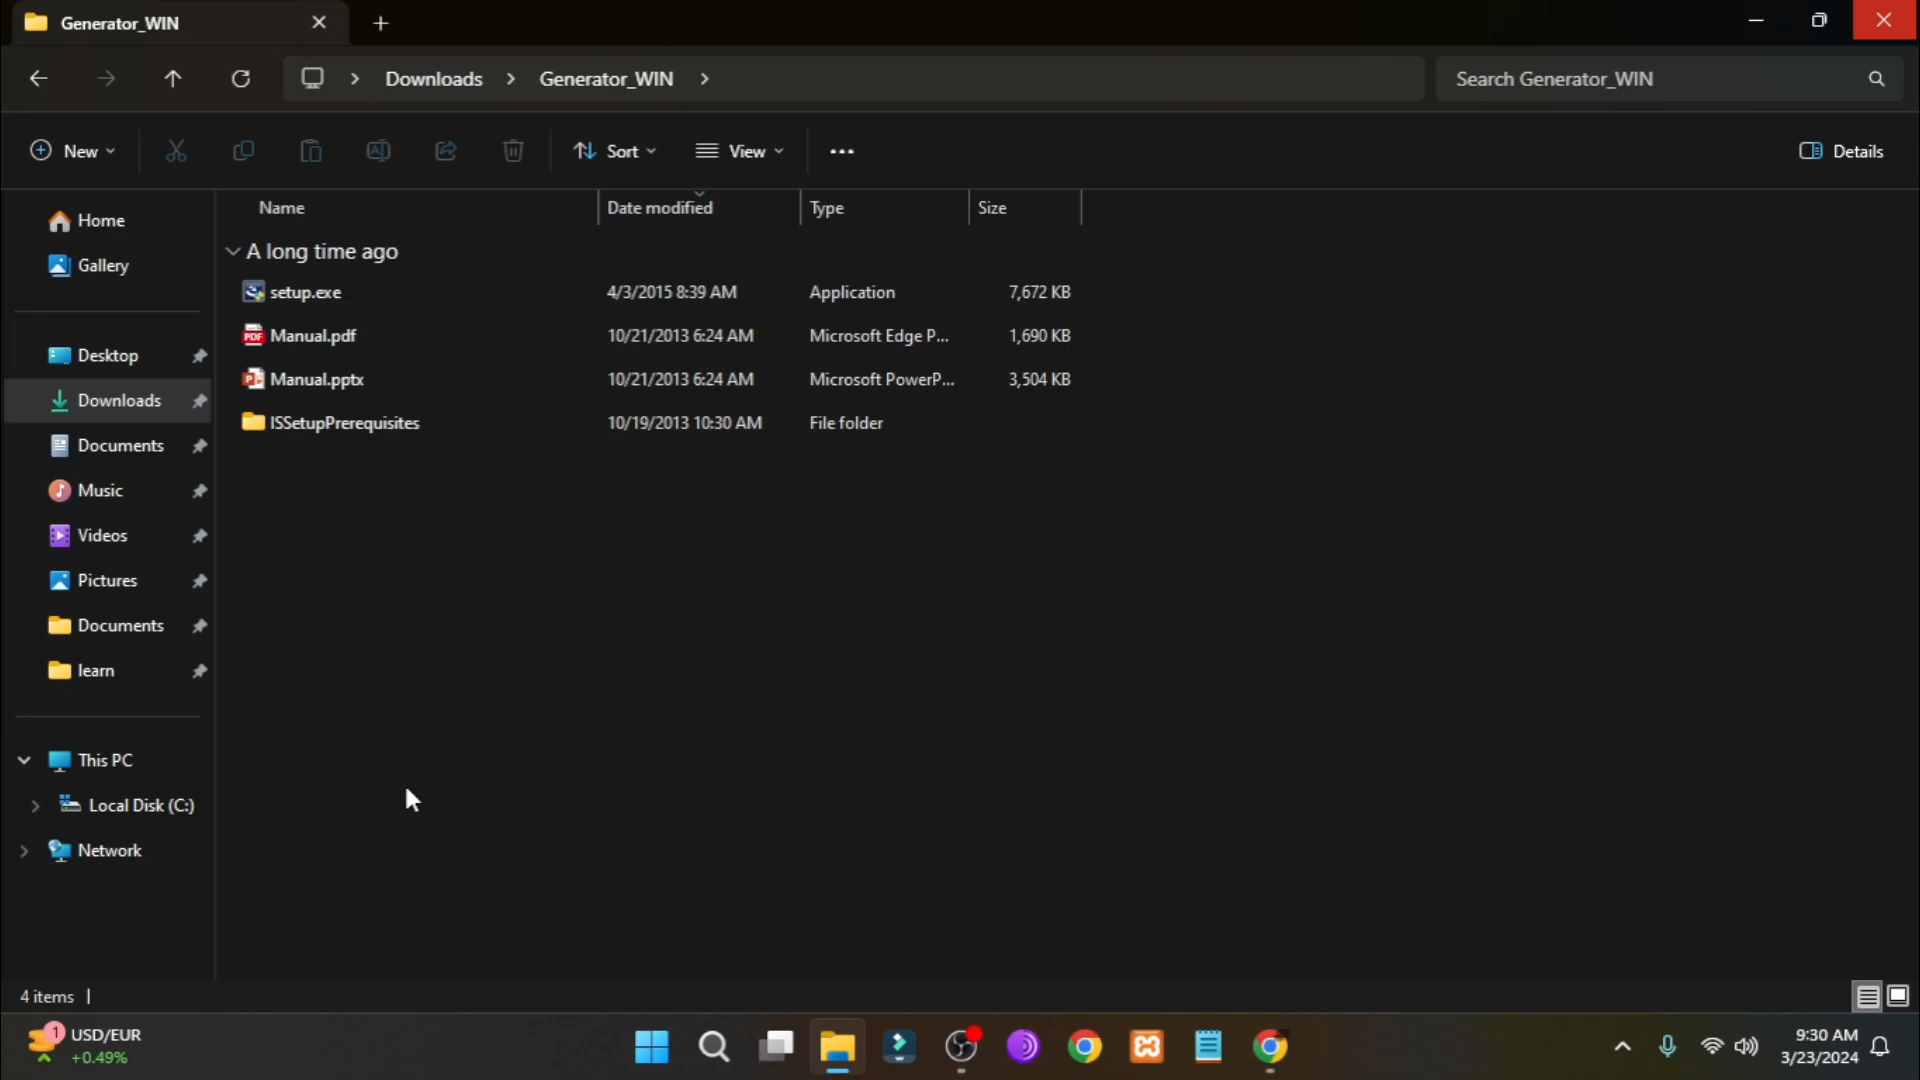 Generator_WIN
Downloads
Generator_WIN
Search Generator_WIN
New
Sort
View
Details
Name
Date modified
Type
Size
A long time ago
setup.exe
4/3/2015 8:39 AM
Application
7,672 KB
PDF
Manual.pdf
10/21/2013 6:24 AM
Microsoft Edge P...
1,690 KB
Manual.pptx
10/21/2013 6:24 AM
Microsoft PowerP...
3,504 KB
ISSetupPrerequisites
10/19/2013 10:30 AM
File folder
Home
Gallery
Desktop
Downloads
Documents
Music
Videos
Pictures
Documents
learn
This PC
Local Disk (C:)
Network
4 items
1
USD/EUR
+0.49%
9:30 AM
3/23/2024